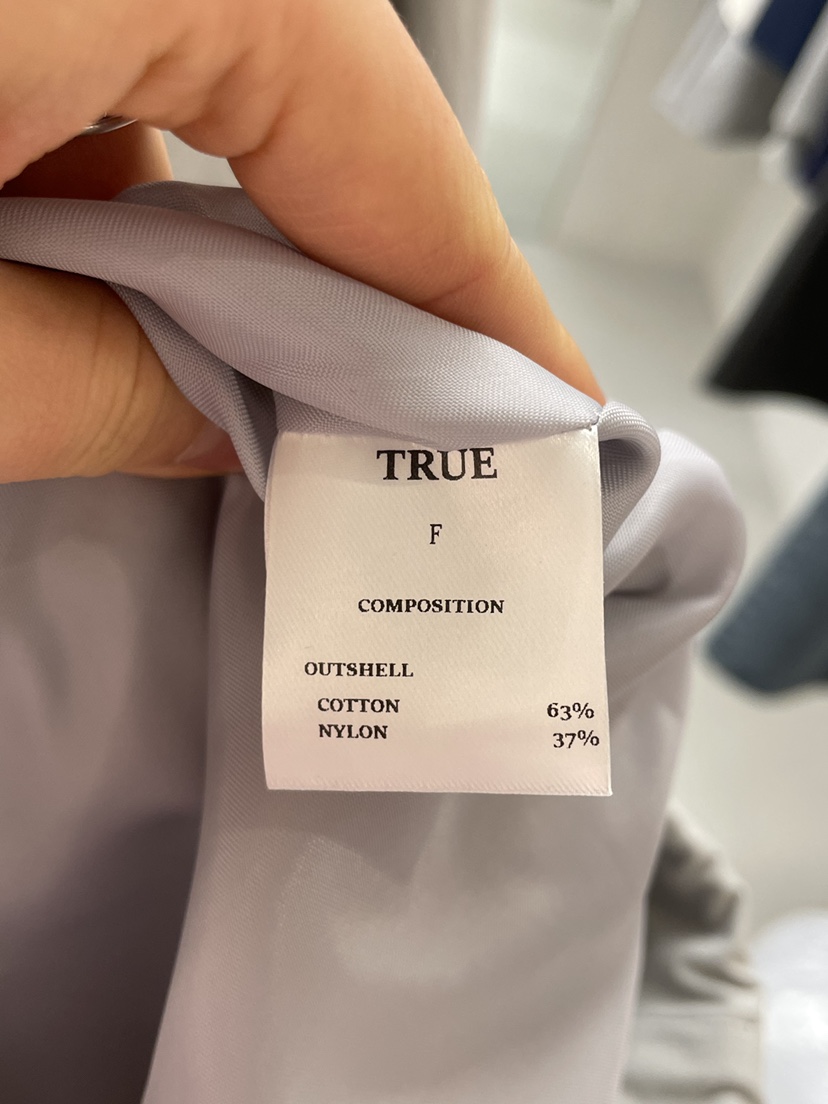 TRUE
F
COMPOSITION
OUTSHELL
COTTON 63%
NYLON 37%